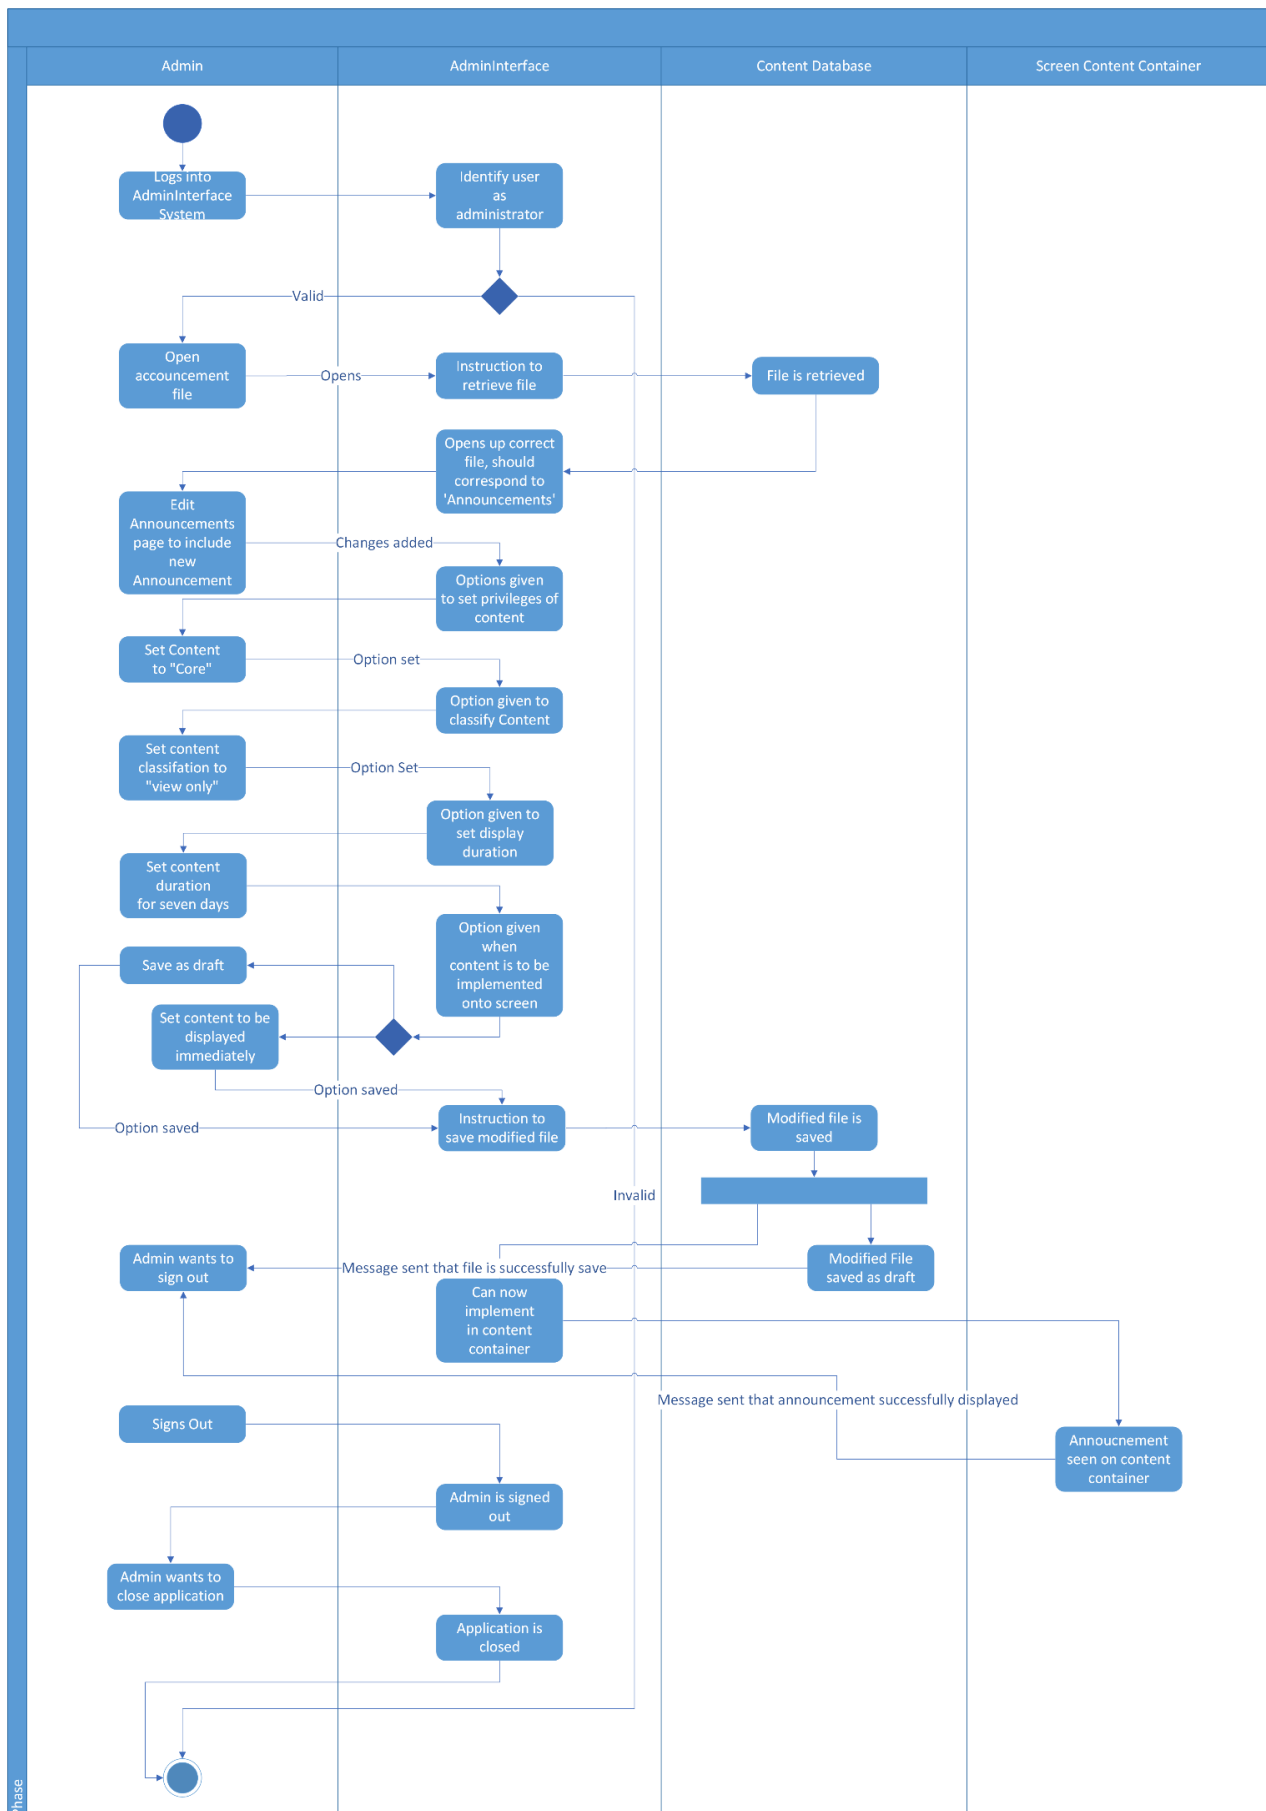 Admin
AdminInterface
Content Database
Screen Content Container
Logs into
AdminInterface
System
Identify user
as
administrator
Valid
Open
accouncement
file
Opens
Instruction to
retrieve file
File is retrieved
Opens up correct
file, should
correspond to
'Announcements'
Edit
Announcements
page to include
new
Announcement
Changes added
Options given
to set privileges of
content
Set Content
to "Core"
Option set
Option given to
classify Content
Set content
classifation to
"view only"
Option Set
Option given to
set display
duration
Set content
duration
for seven days
Option given
when
content is to be
implemented
onto screen
Save as draft
Set content to be
displayed
immediately
Option saved
Option saved
Instruction to
save modified file
Modified file is
saved
Invalid
Admin wants to
sign out
Message sent that file is successfully save
Modified File
saved as draft
Can now
implement
in content
container
Message sent that announcement successfully displayed
Signs Out
Annoucnement
seen on content
container
Admin is signed
out
Admin wants to
close application
Application is
closed
Phase